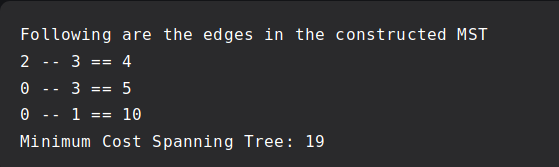 Following are the edges in the constructed MST
2 -- 3 == 4
0 -- 3 == 5
0 -- 1 == 10
Minimum Cost Spanning Tree: 19